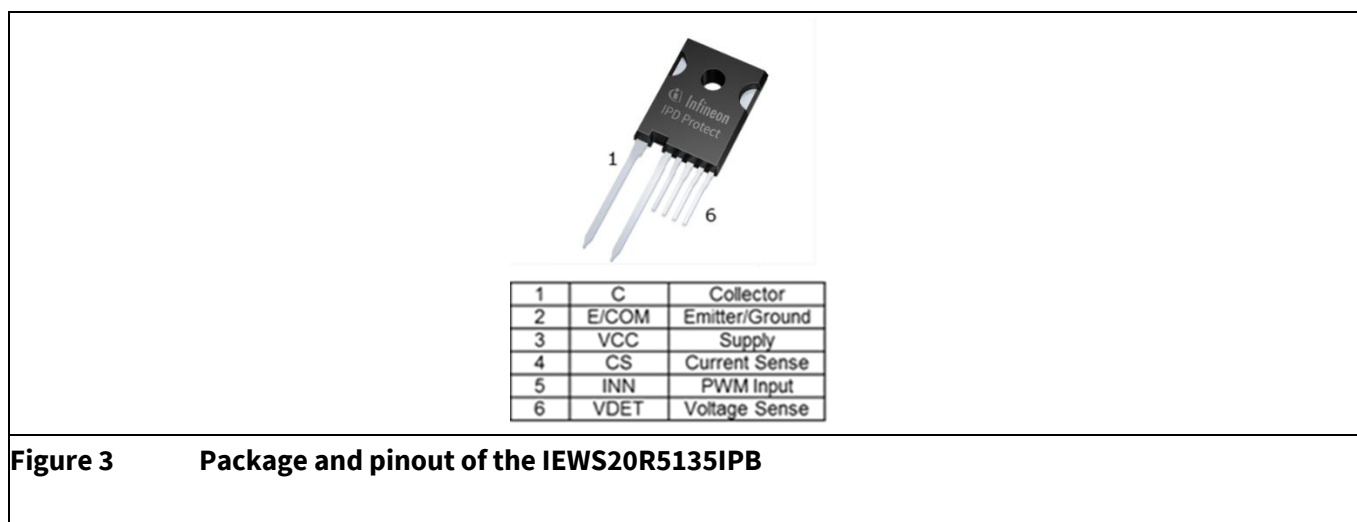 Infineon
IPD Protect
1
6
1 C Collector
2 E/COM Emitter/Ground
3 VCC Supply
4 CS Current Sense
5 INN PWM Input
6 VDET Voltage Sense
Figure 3 Package and pinout of the IEWS20R5135IPB